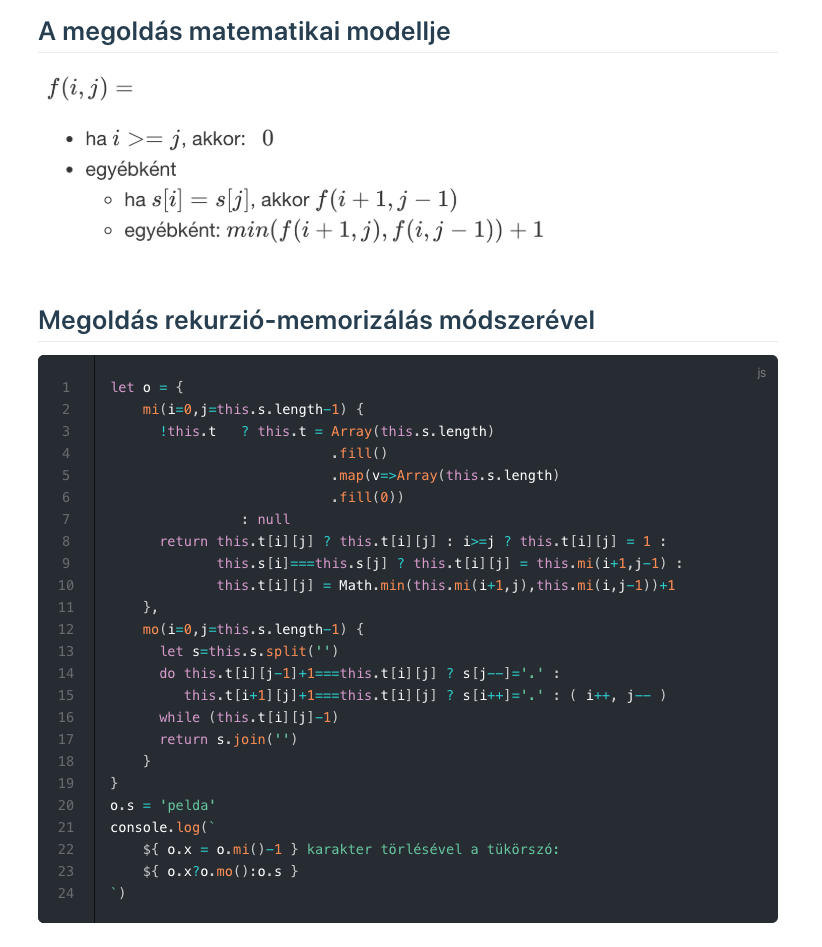 A megoldás matematikai modellje
f(i, j) =
• ha i >= j, akkor: 0
• egyébként
◦ ha s[i] = s[j], akkor f(i + 1, j − 1)
◦ egyébként: min(f(i + 1, j), f(i, j − 1)) + 1
Megoldás rekurzió-memorizálás módszerével
js
1 let o = {
2     mi(i=0,j=this.s.length-1) {
3       !this.t   ? this.t = Array(this.s.length)
4                            .fill()
5                            .map(v=>Array(this.s.length)
6                            .fill(0))
7                 : null
8       return this.t[i][j] ? this.t[i][j] : i>=j ? this.t[i][j] = 1 :
9              this.s[i]===this.s[j] ? this.t[i][j] = this.mi(i+1,j-1) :
10              this.t[i][j] = Math.min(this.mi(i+1,j),this.mi(i,j-1))+1
11     },
12     mo(i=0,j=this.s.length-1) {
13       let s=this.s.split('')
14       do this.t[i][j-1]+1===this.t[i][j] ? s[j--]='.' :
15          this.t[i+1][j]+1===this.t[i][j] ? s[i++]='.' : ( i++, j-- )
16       while (this.t[i][j]-1)
17       return s.join('')
18     }
19 }
20 o.s = 'pelda'
21 console.log(`
22     ${ o.x = o.mi()-1 } karakter törlésével a tükörszó:
23     ${ o.x?o.mo():o.s }
24 `)